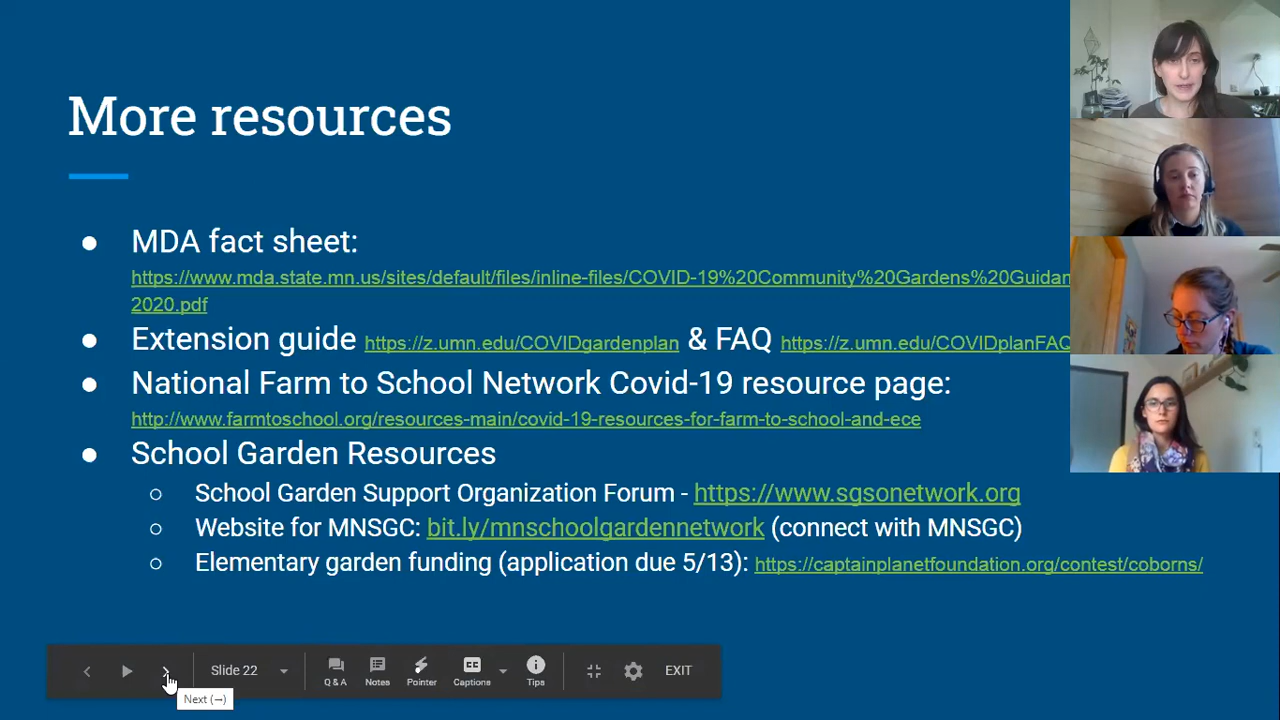 More resources
● MDA fact sheet:
https://www.mda.state.mn.us/sites/default/files/inline-files/COVID-19%20Community%20Gardens%20Guidan
2020.pdf
● Extension guide https://z.umn.edu/COVIDgardenplan & FAQ https://z.umn.edu/COVIDplanFAQ
● National Farm to School Network Covid-19 resource page:
http://www.farmtoschool.org/resources-main/covid-19-resources-for-farm-to-school-and-ece
● School Garden Resources
○ School Garden Support Organization Forum - https://www.sgsonetwork.org
○ Website for MNSGC: bit.ly/mnschoolgardennetwork (connect with MNSGC)
○ Elementary garden funding (application due 5/13): https://captainplanetfoundation.org/contest/coborns/
Slide 22
Q & A
Notes
Pointer
CC
Captions
Tips
EXIT
Next (→)